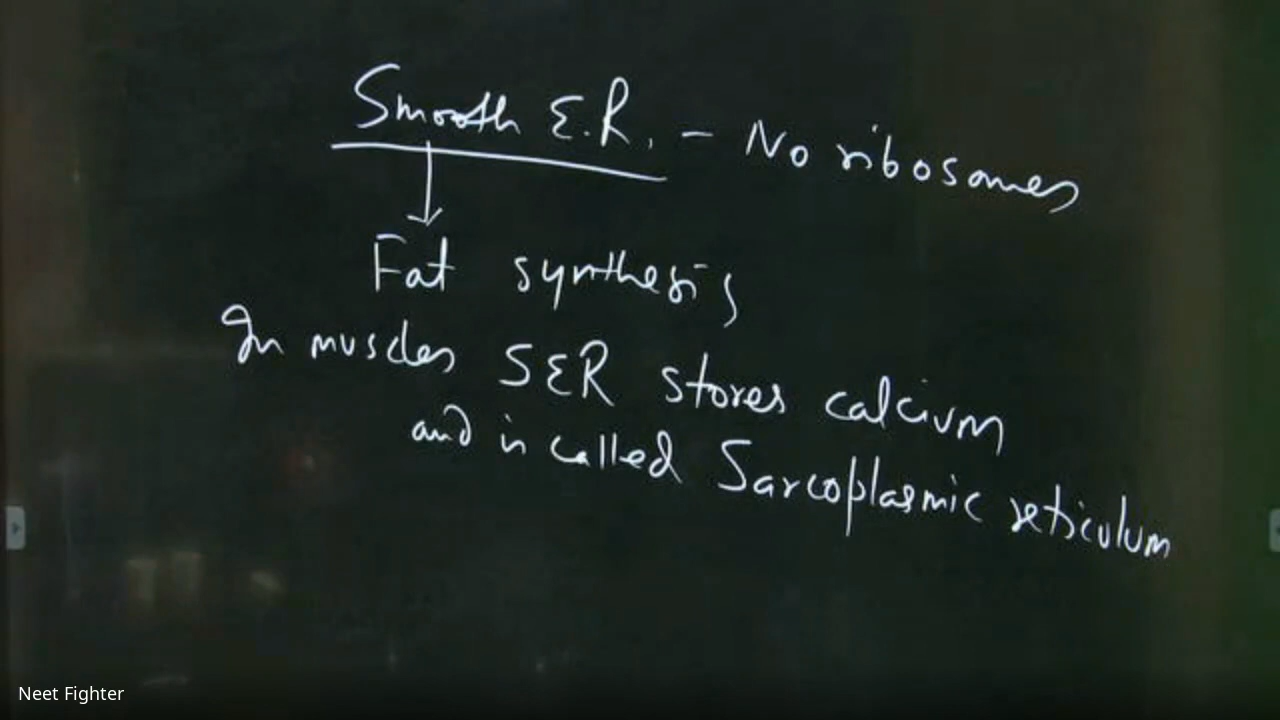 Smooth E.R. - No ribosomes
Fat synthesis
In muscles SER stores calcium
and is called Sarcoplasmic reticulum
Neet Fighter